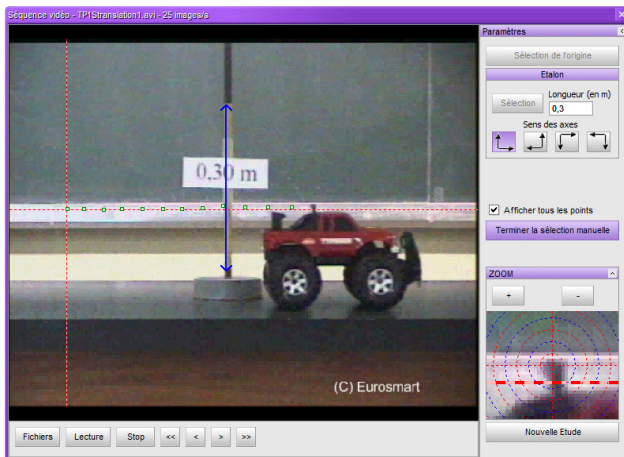 Séquence vidéo - TP1Stranslation1.avi - 25 images/s
Paramètres
Sélection de l'origine
Etalon
Longueur (en m)
Sélection
0,3
Sens des axes
0,30 m
Afficher tous les points
Terminer la sélection manuelle
ZOOM
+
-
(C) Eurosmart
Fichiers
Lecture
Stop
<<
<
>
>>
Nouvelle Etude